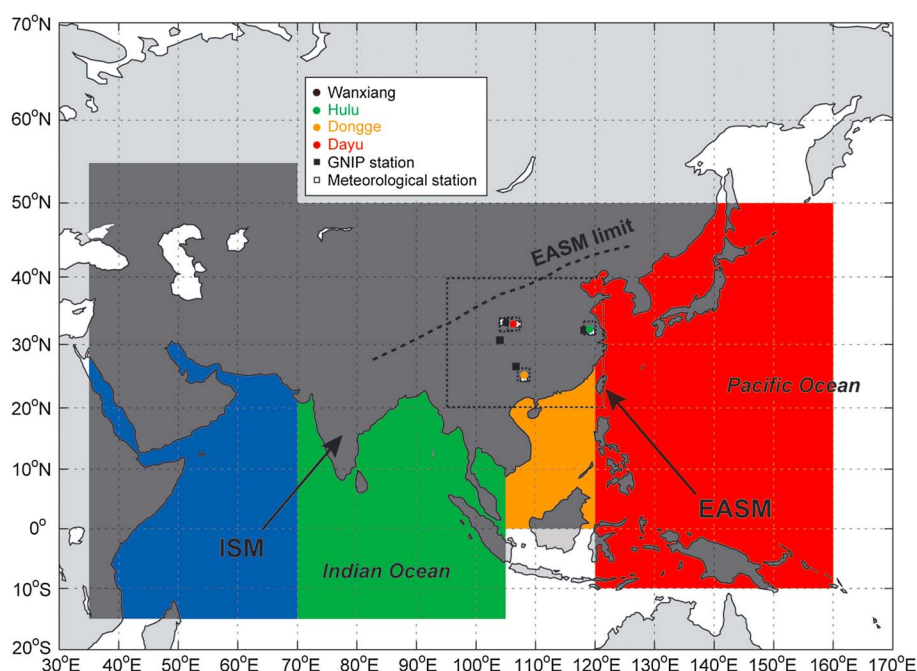 70°N
60°N
50°N
40°N
30°N
20°N
10°N
0°
10°S
20°S
30°E
40°E
50°E
60°E
70°E
80°E
90°E
100°E
110°E
120°E
130°E
140°E
150°E
160°E
170°E
Wanxiang
Hulu
Dongge
Dayu
GNIP station
Meteorological station
EASM limit
Pacific Ocean
EASM
ISM
Indian Ocean